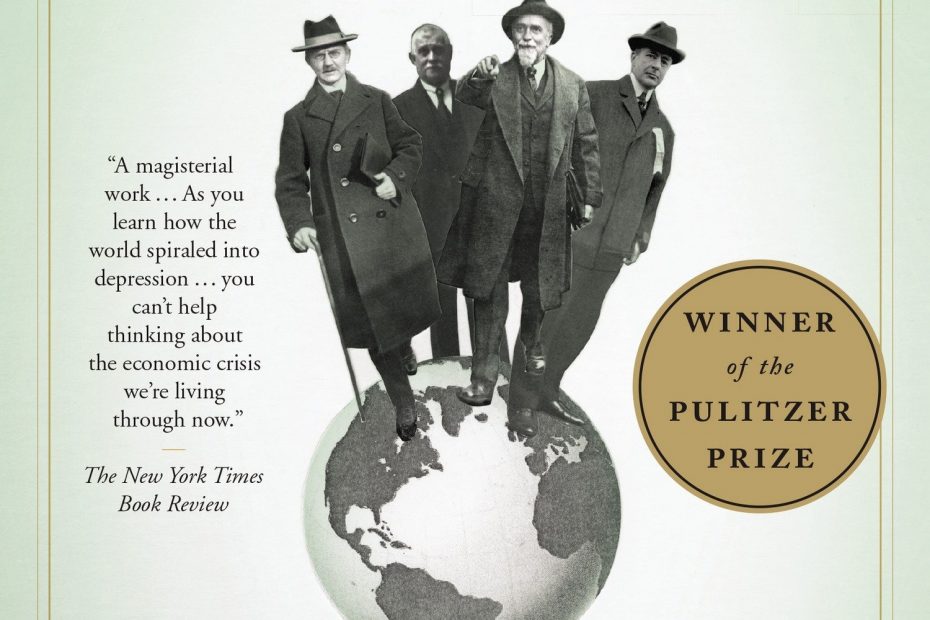 “A magisterial
work ... As you
learn how the
world spiraled into
depression ... you
can’t help
thinking about
the economic crisis
we’re living
through now.”
The New York Times
Book Review
WINNER
of the
PULITZER
PRIZE